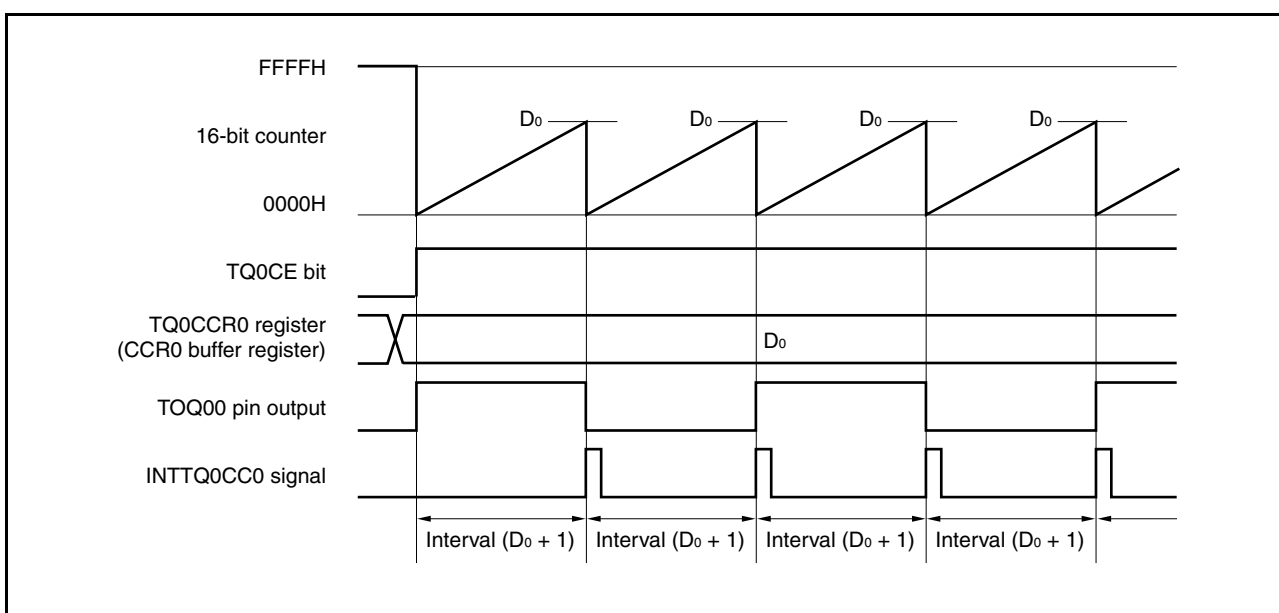 FFFFH
D0 D0 D0 D0
16-bit counter
0000H
TQ0CE bit
TQ0CCR0 register
(CCR0 buffer register)
D0
TOQ00 pin output
INTTQ0CC0 signal
Interval (D0 + 1) Interval (D0 + 1) Interval (D0 + 1) Interval (D0 + 1)